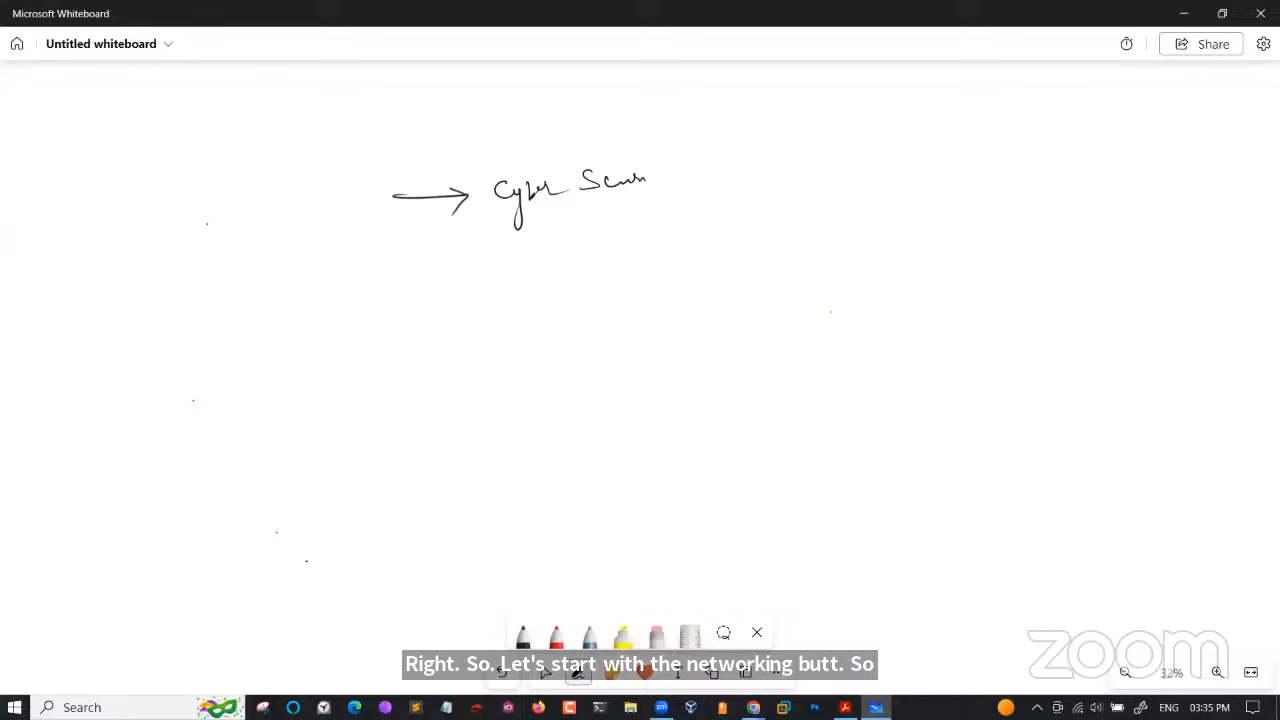 Microsoft Whiteboard
Untitled whiteboard
Share
Cyber
Right. So. Let's start with the networking butt. So
zoom
32%
Search
ENG
03:35 PM